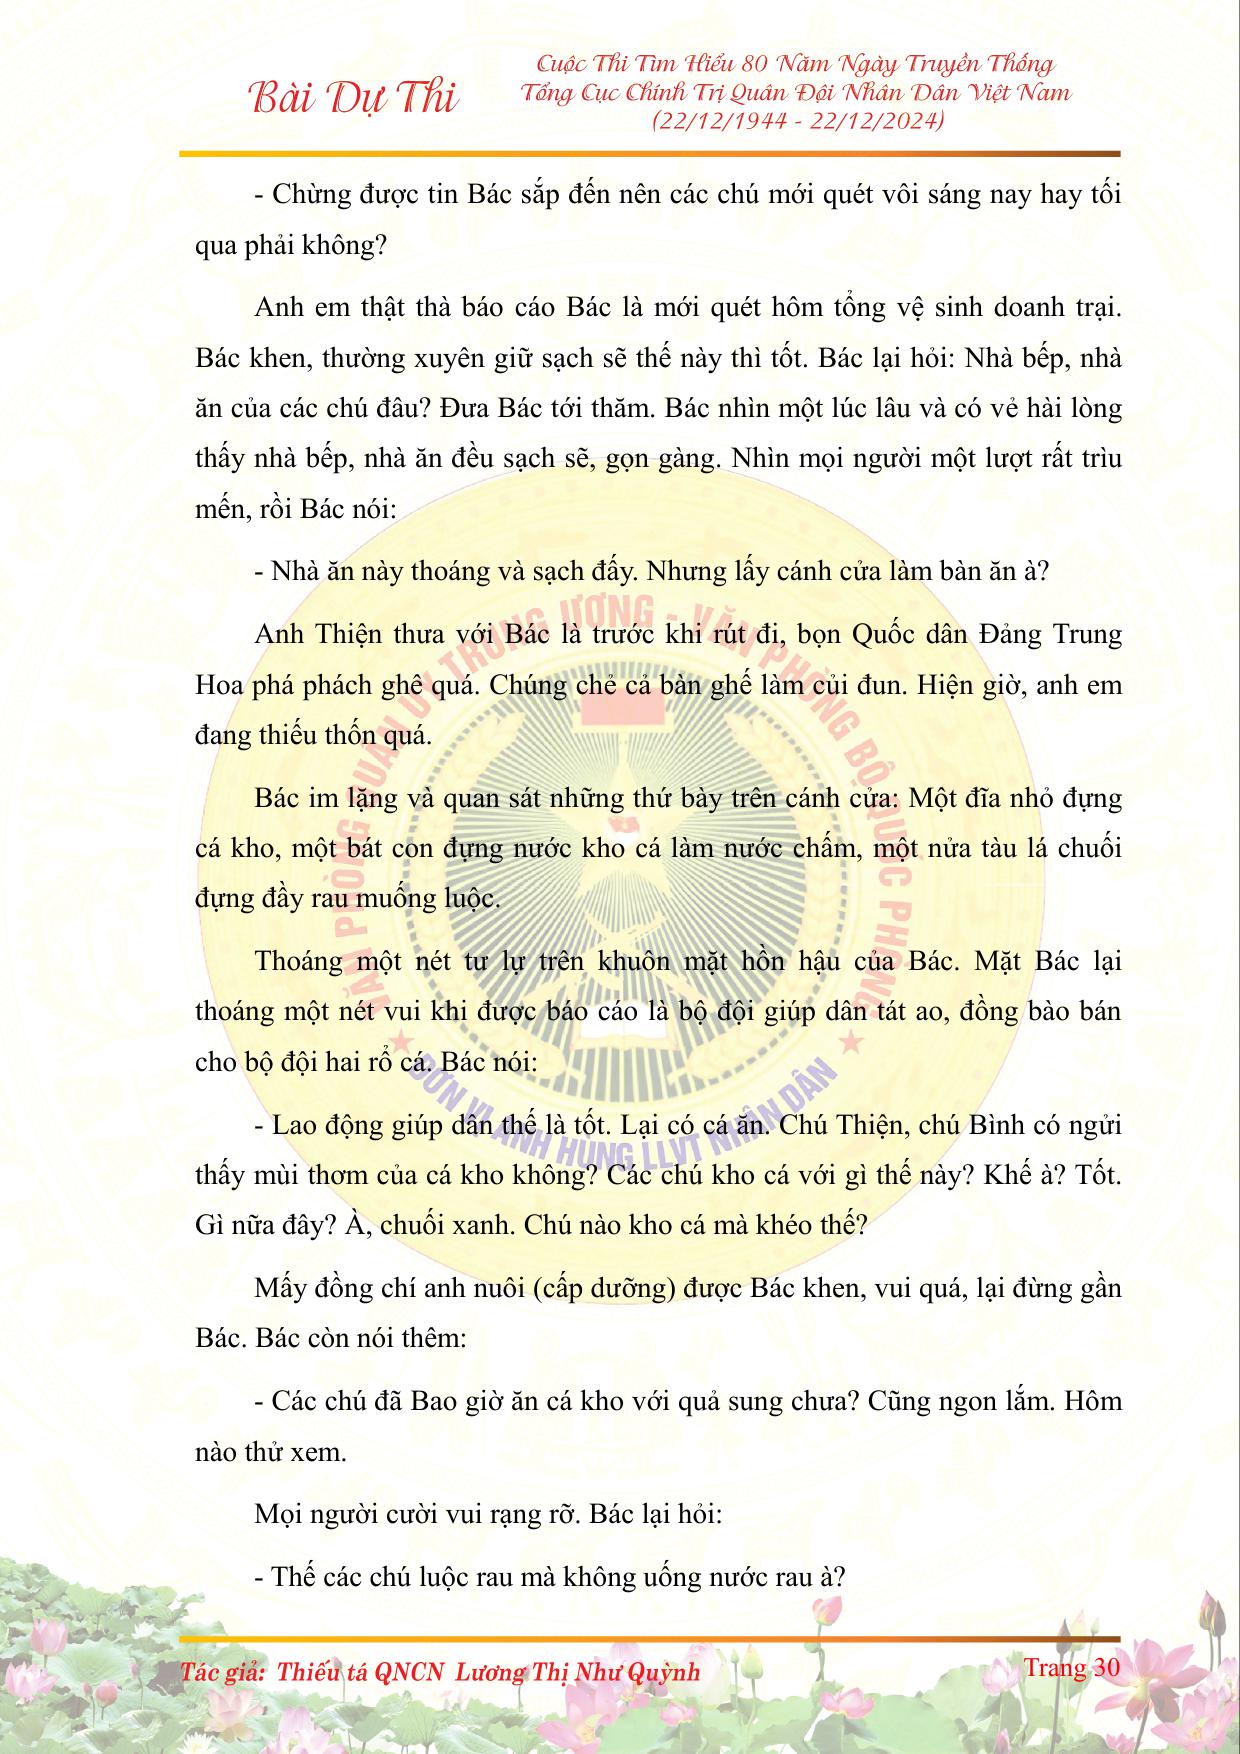 Bài Dự Thi
Cuộc Thi Tìm Hiểu 80 Năm Ngày Truyền Thống
Tổng Cục Chính Trị Quân Đội Nhân Dân Việt Nam
(22/12/1944 - 22/12/2024)
- Chừng được tin Bác sắp đến nên các chú mới quét vôi sáng nay hay tối
qua phải không?
Anh em thật thà báo cáo Bác là mới quét hôm tổng vệ sinh doanh trại.
Bác khen, thường xuyên giữ sạch sẽ thế này thì tốt. Bác lại hỏi: Nhà bếp, nhà
ăn của các chú đâu? Đưa Bác tới thăm. Bác nhìn một lúc lâu và có vẻ hài lòng
thấy nhà bếp, nhà ăn đều sạch sẽ, gọn gàng. Nhìn mọi người một lượt rất trìu
mến, rồi Bác nói:
- Nhà ăn này thoáng và sạch đấy. Nhưng lấy cánh cửa làm bàn ăn à?
Anh Thiện thưa với Bác là trước khi rút đi, bọn Quốc dân Đảng Trung
Hoa phá phách ghê quá. Chúng chẻ cả bàn ghế làm củi đun. Hiện giờ, anh em
đang thiếu thốn quá.
Bác im lặng và quan sát những thứ bày trên cánh cửa: Một đĩa nhỏ đựng
cá kho, một bát con đựng nước kho cá làm nước chấm, một nửa tàu lá chuối
đựng đầy rau muống luộc.
Thoáng một nét tư lự trên khuôn mặt hồn hậu của Bác. Mặt Bác lại
thoáng một nét vui khi được báo cáo là bộ đội giúp dân tát ao, đồng bào bán
cho bộ đội hai rổ cá. Bác nói:
- Lao động giúp dân thế là tốt. Lại có cá ăn. Chú Thiện, chú Bình có ngửi
thấy mùi thơm của cá kho không? Các chú kho cá với gì thế này? Khế à? Tốt.
Gì nữa đây? À, chuối xanh. Chú nào kho cá mà khéo thế?
Mấy đồng chí anh nuôi (cấp dưỡng) được Bác khen, vui quá, lại đừng gần
Bác. Bác còn nói thêm:
- Các chú đã Bao giờ ăn cá kho với quả sung chưa? Cũng ngon lắm. Hôm
nào thử xem.
Mọi người cười vui rạng rỡ. Bác lại hỏi:
- Thế các chú luộc rau mà không uống nước rau à?
VĂN PHÒNG QUÂN ỦY TRUNG ƯƠNG - VĂN PHÒNG BỘ QUỐC PHÒNG
ĐƠN VỊ ANH HÙNG LLVT NHÂN DÂN
Tác giả: Thiếu tá QNCN Lương Thị Như Quỳnh
Trang 30